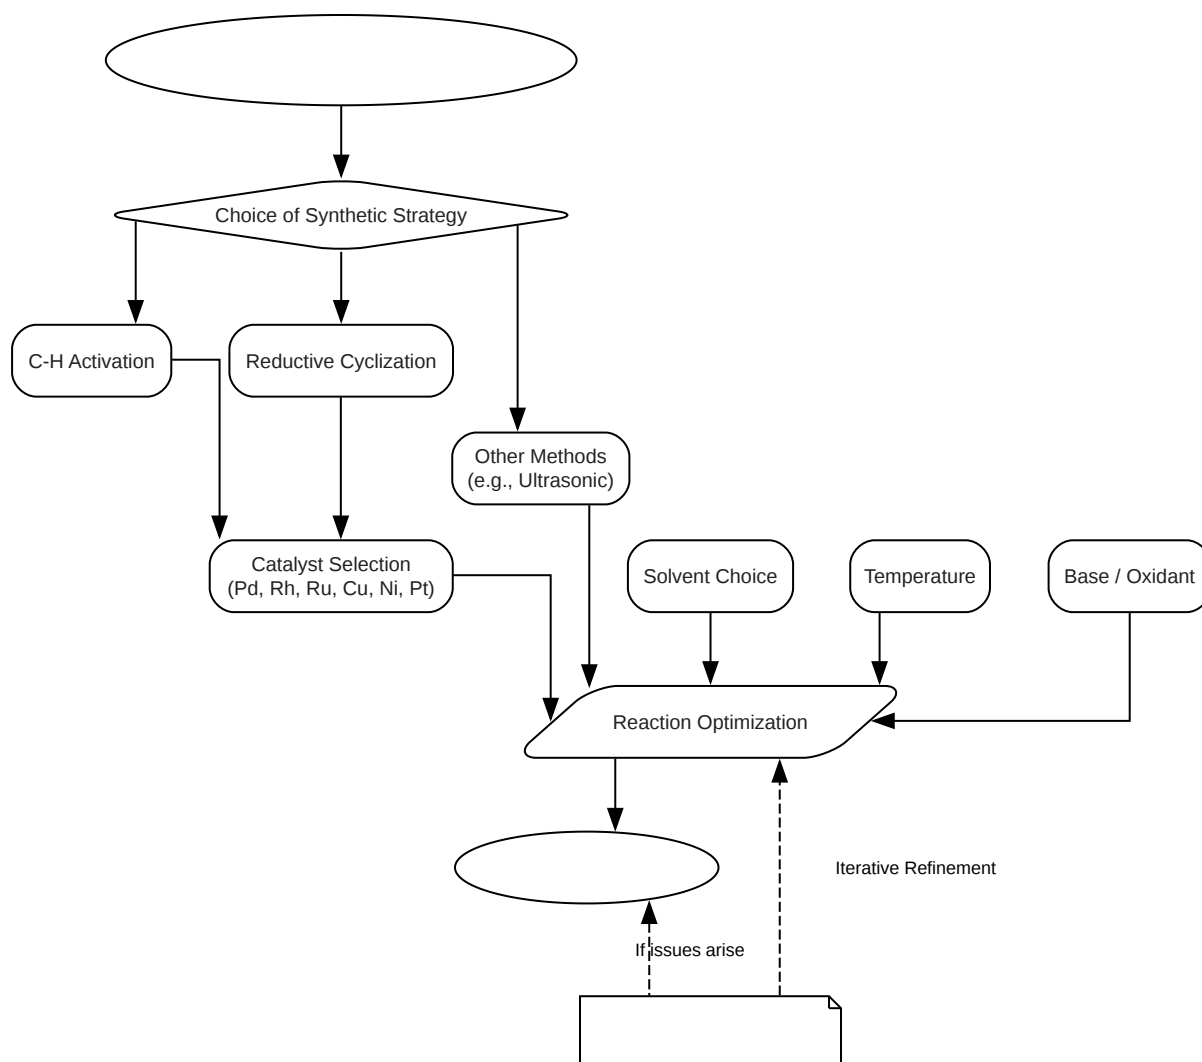 Choice of Synthetic Strategy
C-H Activation
Reductive Cyclization
Other Methods
(e.g., Ultrasonic)
Catalyst Selection
(Pd, Rh, Ru, Cu, Ni, Pt)
Solvent Choice
Temperature
Base / Oxidant
Reaction Optimization
Iterative Refinement
If issues arise